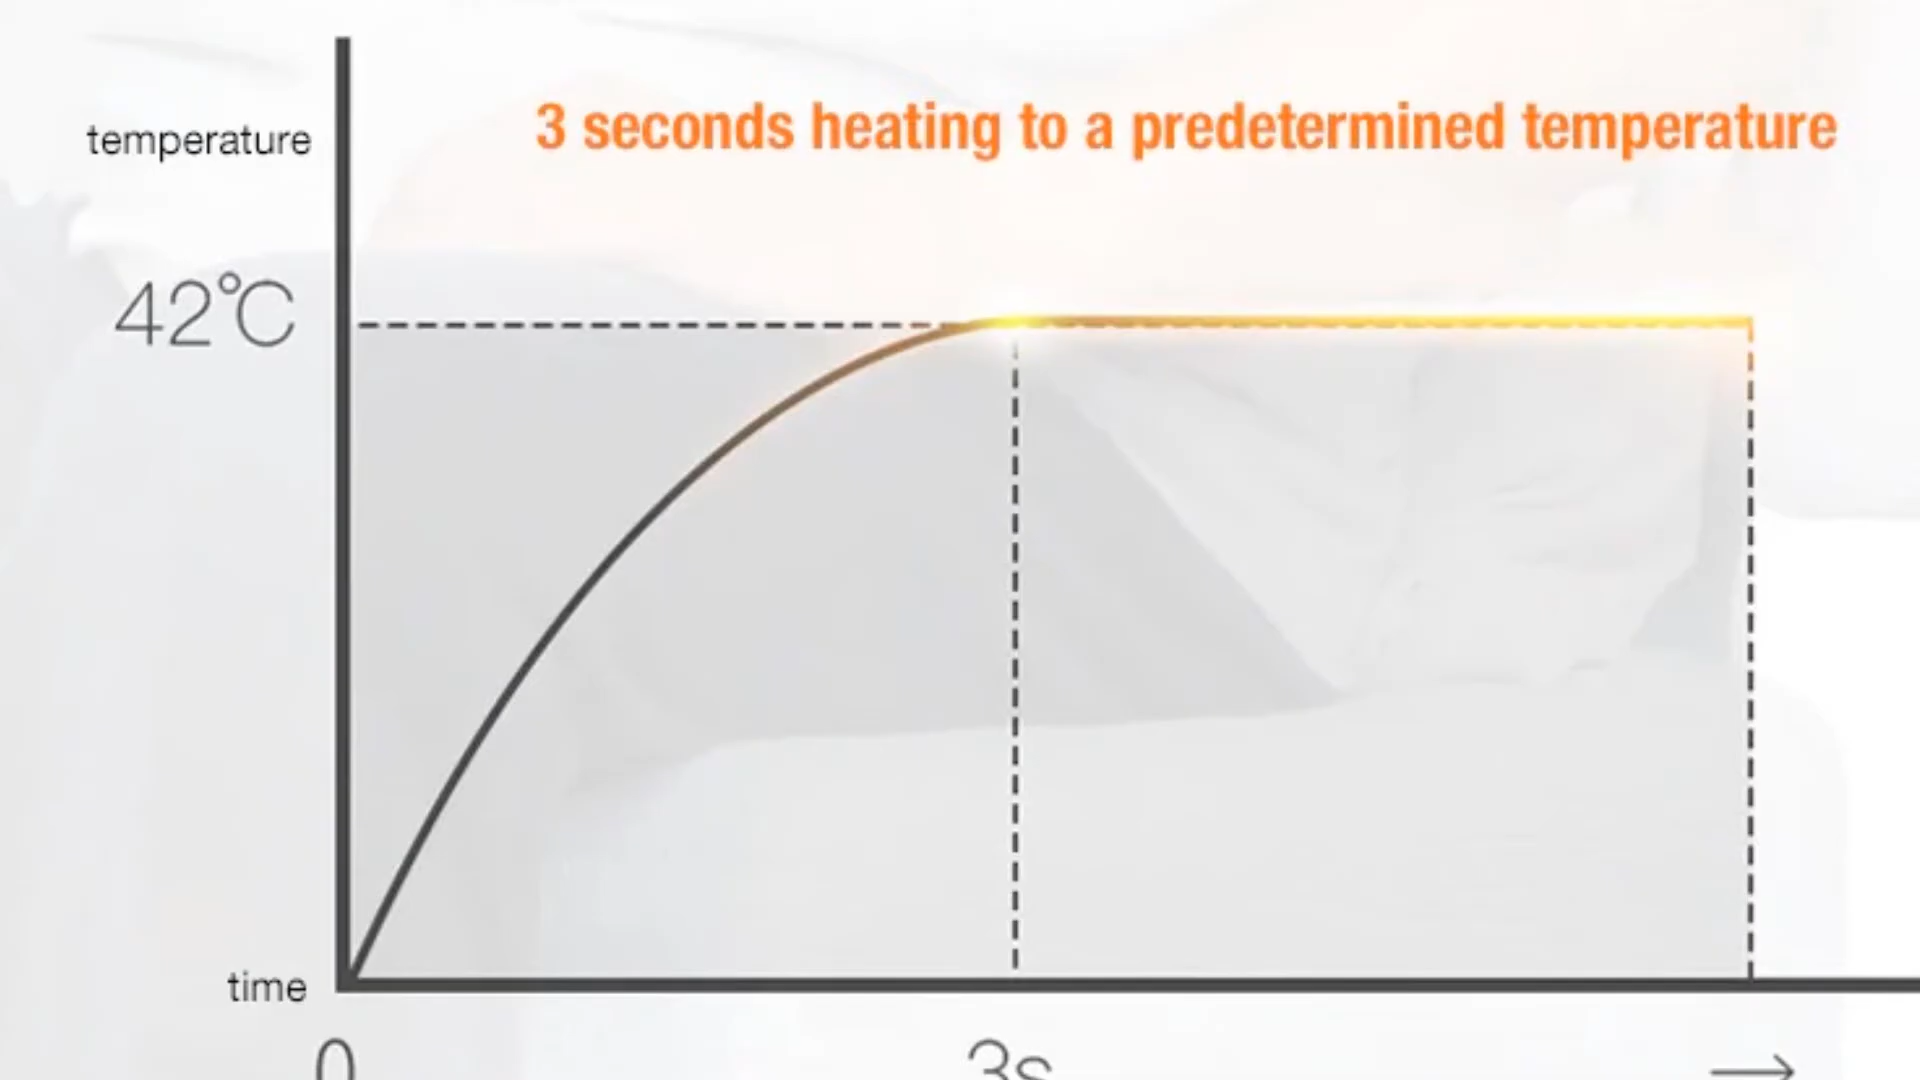 3 seconds heating to a predetermined temperature
temperature
42°C
time
0
3s